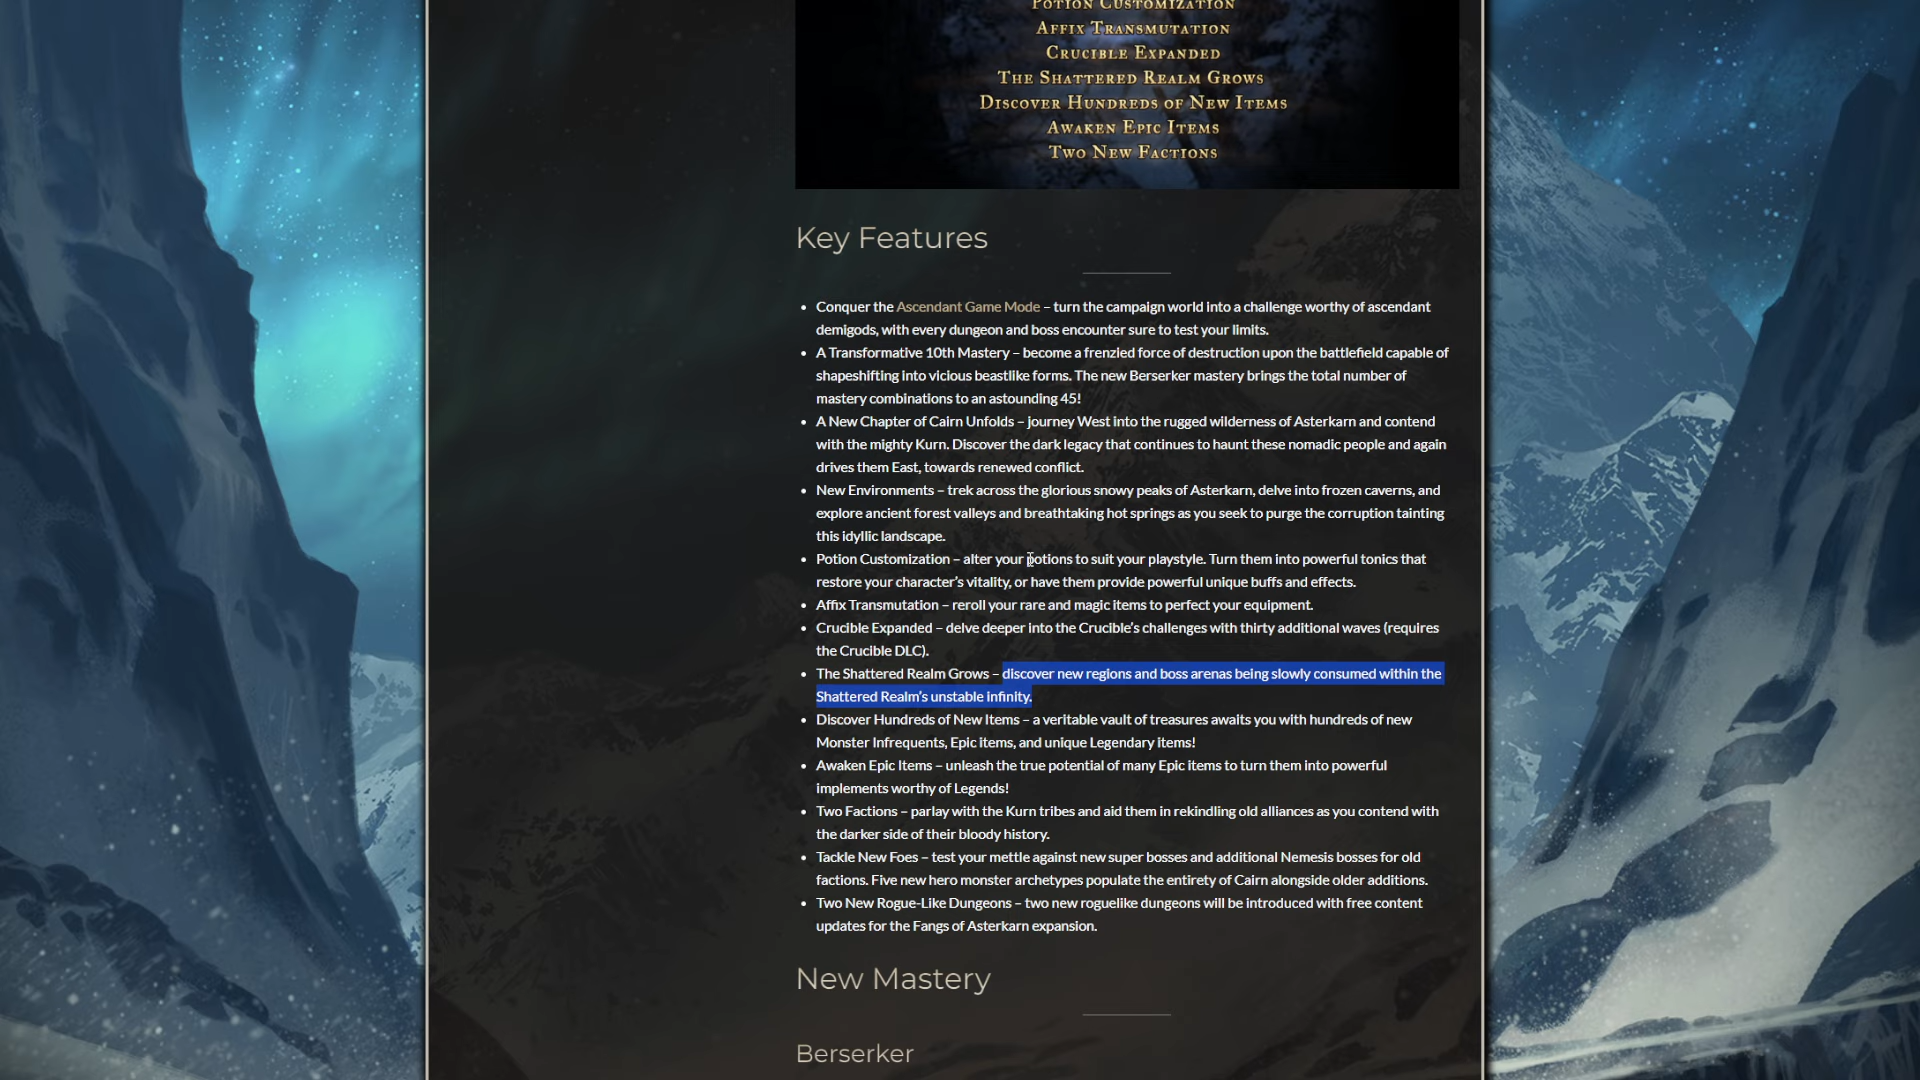 Potion Customization
Affix Transmutation
Crucible Expanded
The Shattered Realm Grows
Discover Hundreds of New Items
Awaken Epic Items
Two New Factions
Key Features
• Conquer the Ascendant Game Mode – turn the campaign world into a challenge worthy of ascendant
demigods, with every dungeon and boss encounter sure to test your limits.
• A Transformative 10th Mastery – become a frenzied force of destruction upon the battlefield capable of
shapeshifting into vicious beastlike forms. The new Berserker mastery brings the total number of
mastery combinations to an astounding 45!
• A New Chapter of Cairn Unfolds – journey West into the rugged wilderness of Asterkarn and contend
with the mighty Kurn. Discover the dark legacy that continues to haunt these nomadic people and again
drives them East, towards renewed conflict.
• New Environments – trek across the glorious snowy peaks of Asterkarn, delve into frozen caverns, and
explore ancient forest valleys and breathtaking hot springs as you seek to purge the corruption tainting
this idyllic landscape.
• Potion Customization – alter your potions to suit your playstyle. Turn them into powerful tonics that
restore your character's vitality, or have them provide powerful unique buffs and effects.
• Affix Transmutation – reroll your rare and magic items to perfect your equipment.
• Crucible Expanded – delve deeper into the Crucible's challenges with thirty additional waves (requires
the Crucible DLC).
• The Shattered Realm Grows – discover new regions and boss arenas being slowly consumed within the
Shattered Realm's unstable infinity.
• Discover Hundreds of New Items – a veritable vault of treasures awaits you with hundreds of new
Monster Infrequents, Epic items, and unique Legendary items!
• Awaken Epic Items – unleash the true potential of many Epic items to turn them into powerful
implements worthy of Legends!
• Two Factions – parlay with the Kurn tribes and aid them in rekindling old alliances as you contend with
the darker side of their bloody history.
• Tackle New Foes – test your mettle against new super bosses and additional Nemesis bosses for old
factions. Five new hero monster archetypes populate the entirety of Cairn alongside older additions.
• Two New Rogue-Like Dungeons – two new roguelike dungeons will be introduced with free content
updates for the Fangs of Asterkarn expansion.
New Mastery
Berserker